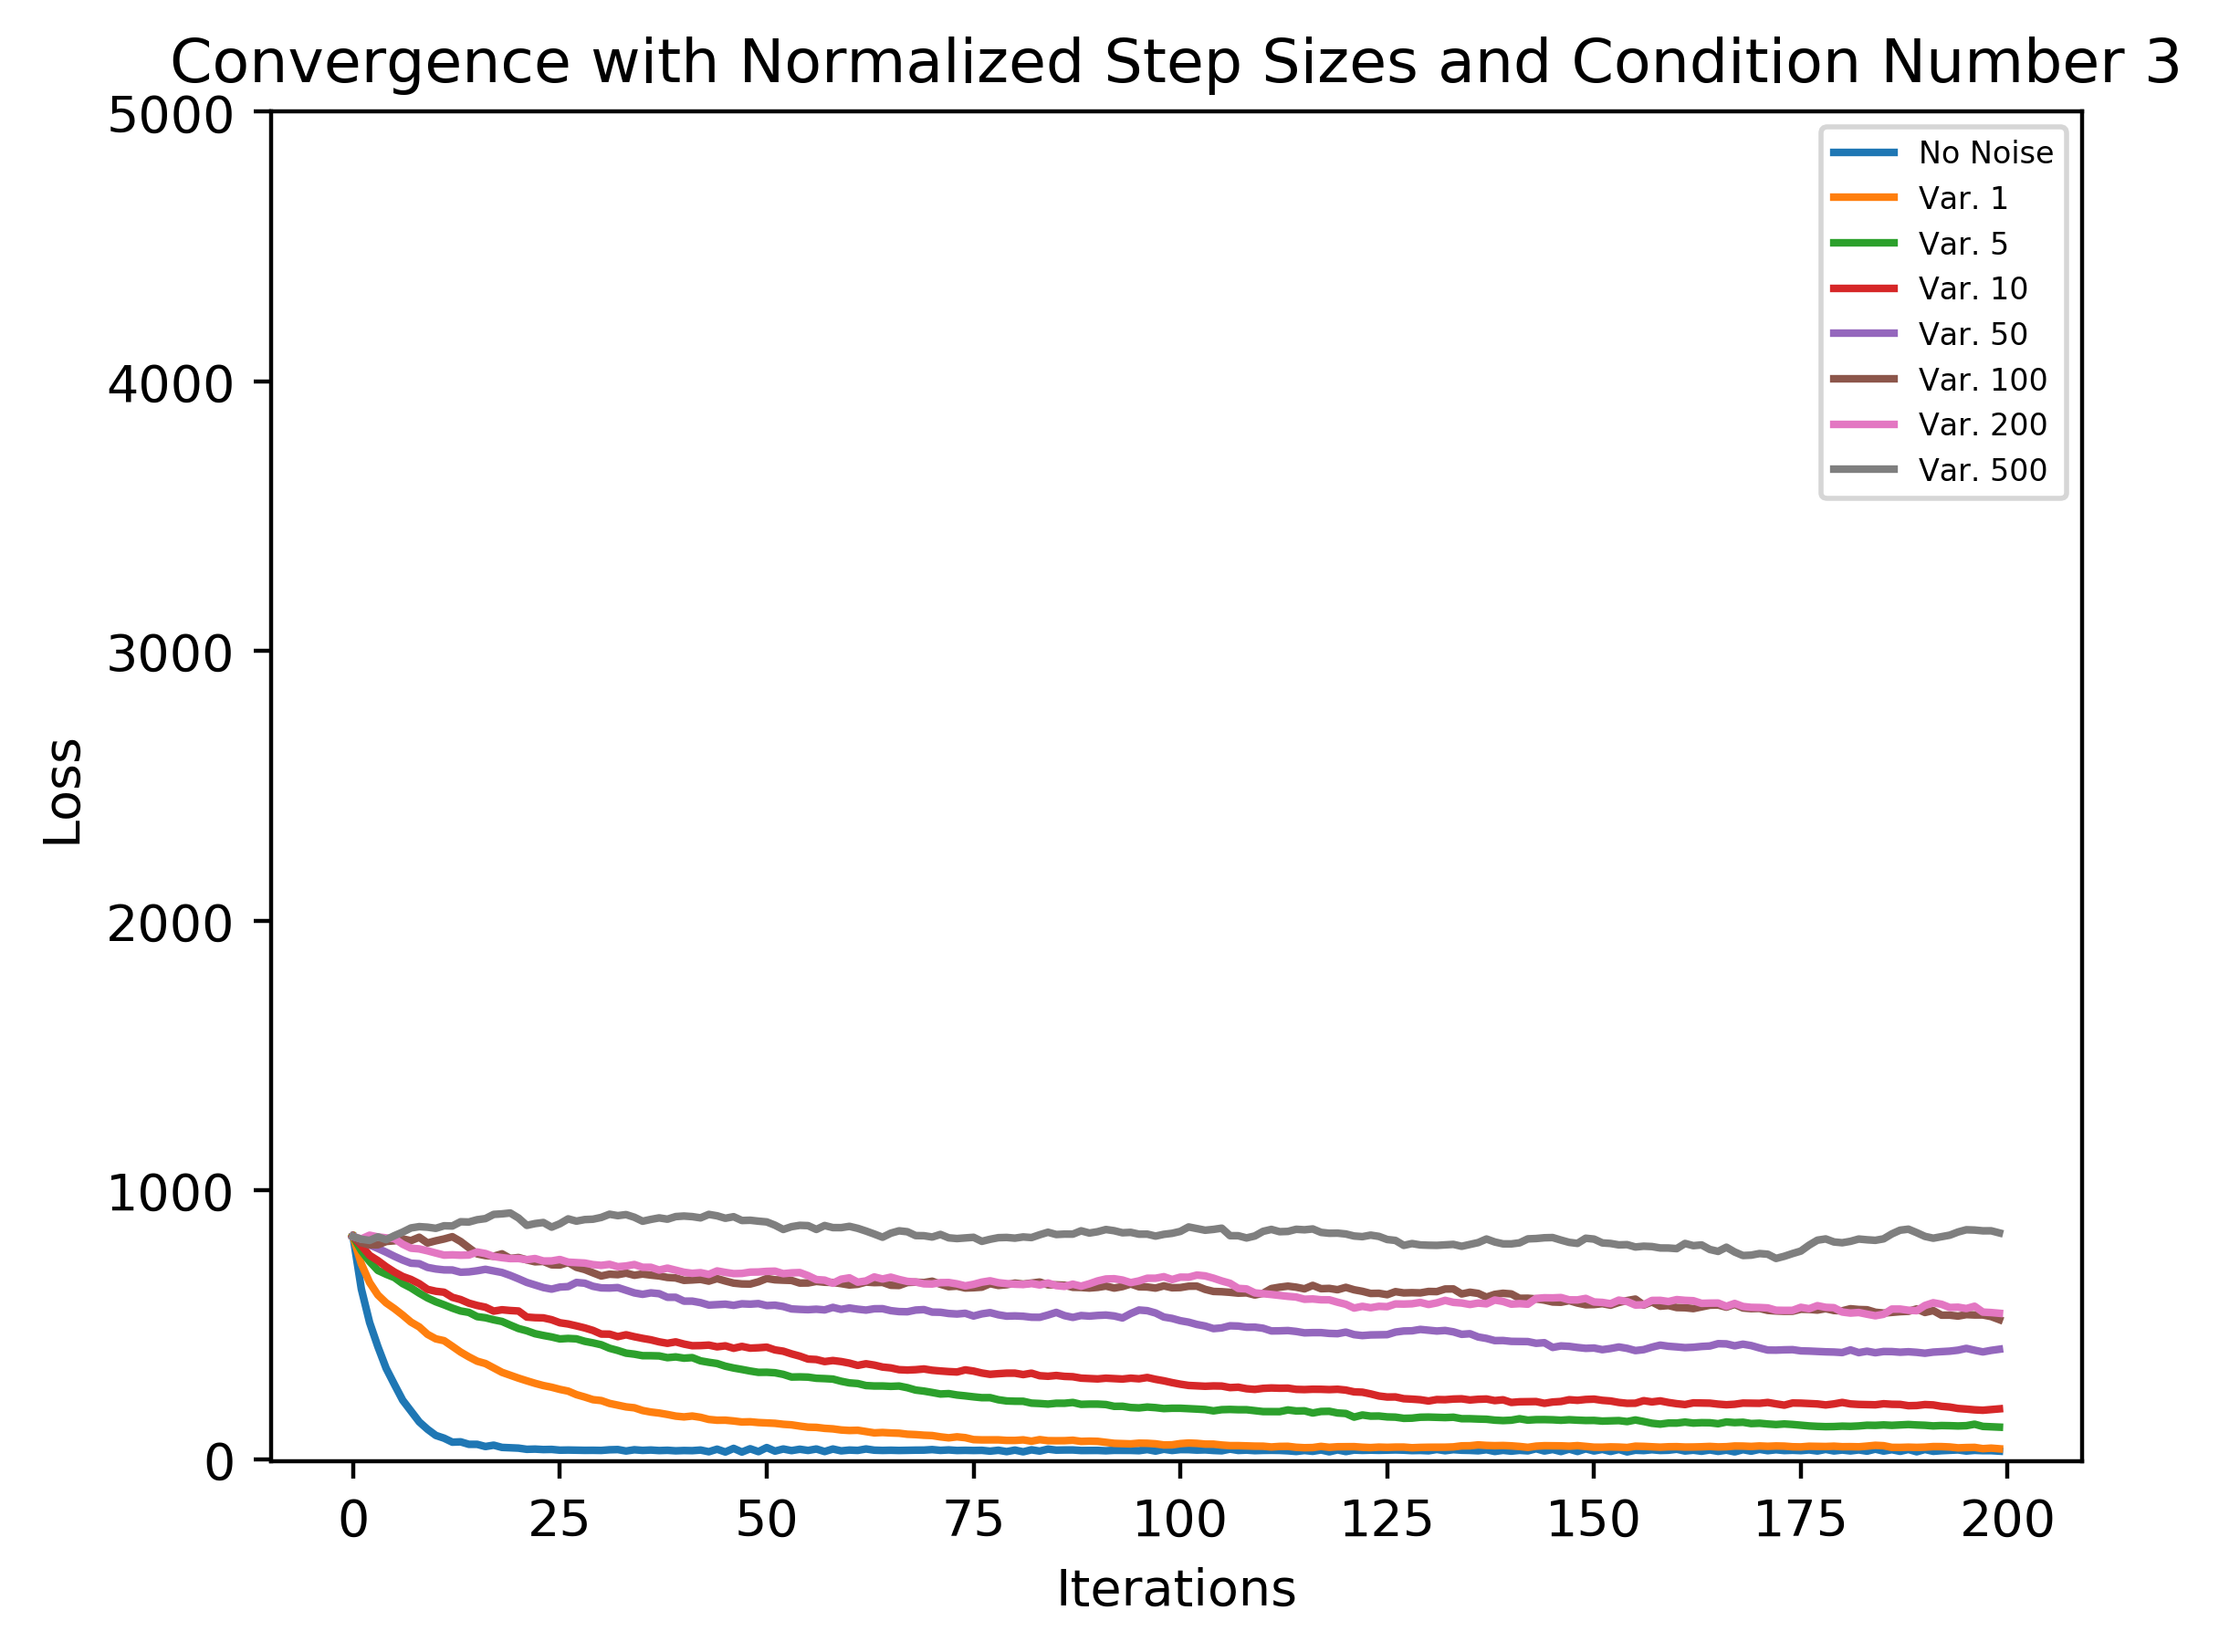 Convergence with Normalized Step Sizes and Condition Number 3
5000
4000
3000
2000
1000
0
Loss
No Noise
Var. 1
Var. 5
Var. 10
Var. 50
Var. 100
Var. 200
Var. 500
0 25 50 75 100 125 150 175 200
Iterations